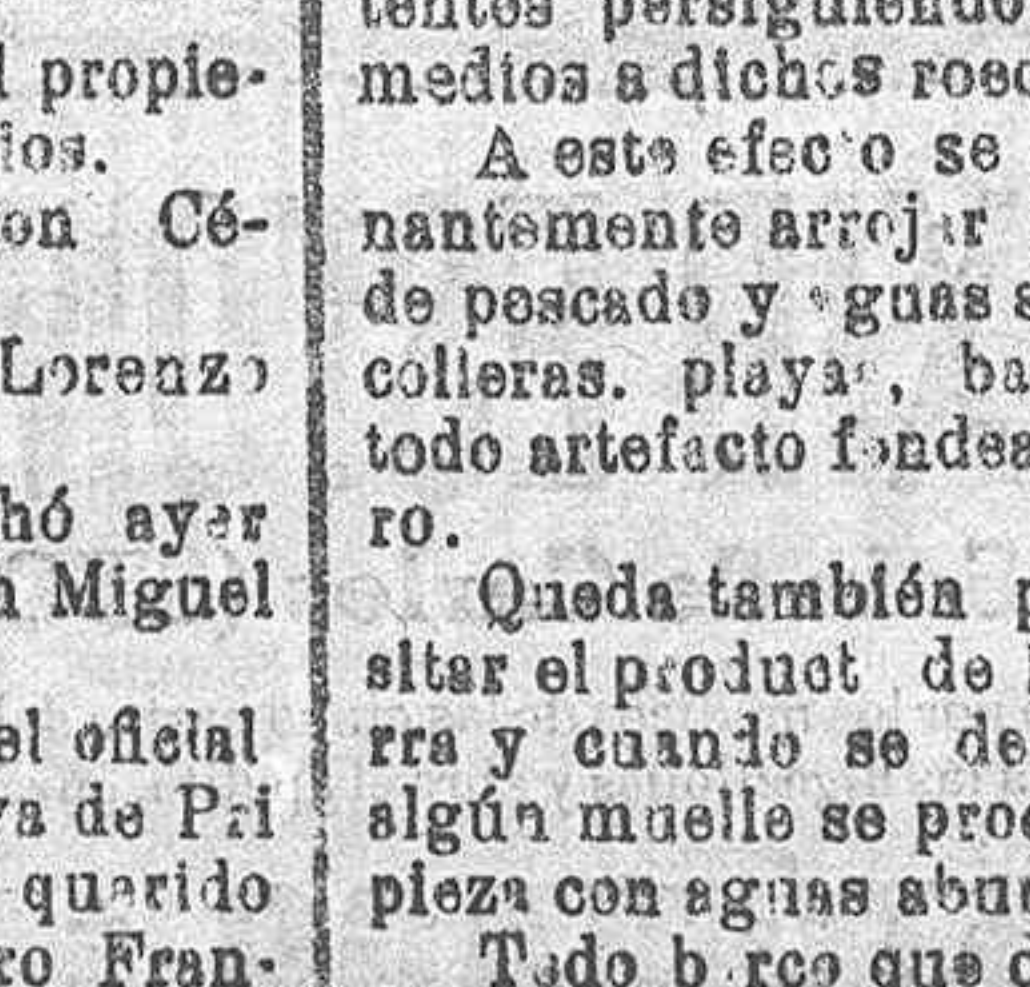 l propie-
ios.
on Cé-
Lorenzo
hó ayer
n Miguel
el oficial
ya de Pri
querido
ro Fran-
tentos persiguiendo
medios a dichos roed
A este efecto se
nantemente arrojar
de pescado y aguas s
colleras. playas, ba
todo artefacto fondea
ro.
Queda también p
sitar el product de
rra y cuando se de
algún muelle se proc
pieza con aguas abun
Todo barco que